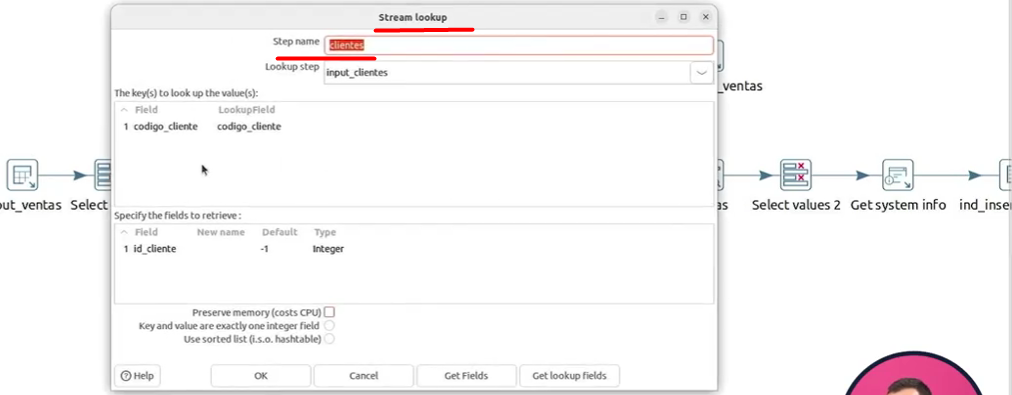 Stream lookup
Step name clientes
Lookup step input_clientes
_ventas
The key(s) to look up the value(s):
Field LookupField
1 codigo_cliente codigo_cliente
out_ventas Select as Select values 2 Get system info ind_inser
Specify the fields to retrieve :
Field New name Default Type
1 id_cliente -1 Integer
Preserve memory (costs CPU)
Key and value are exactly one integer field
Use sorted list (i.s.o. hashtable)
Help OK Cancel Get Fields Get lookup fields